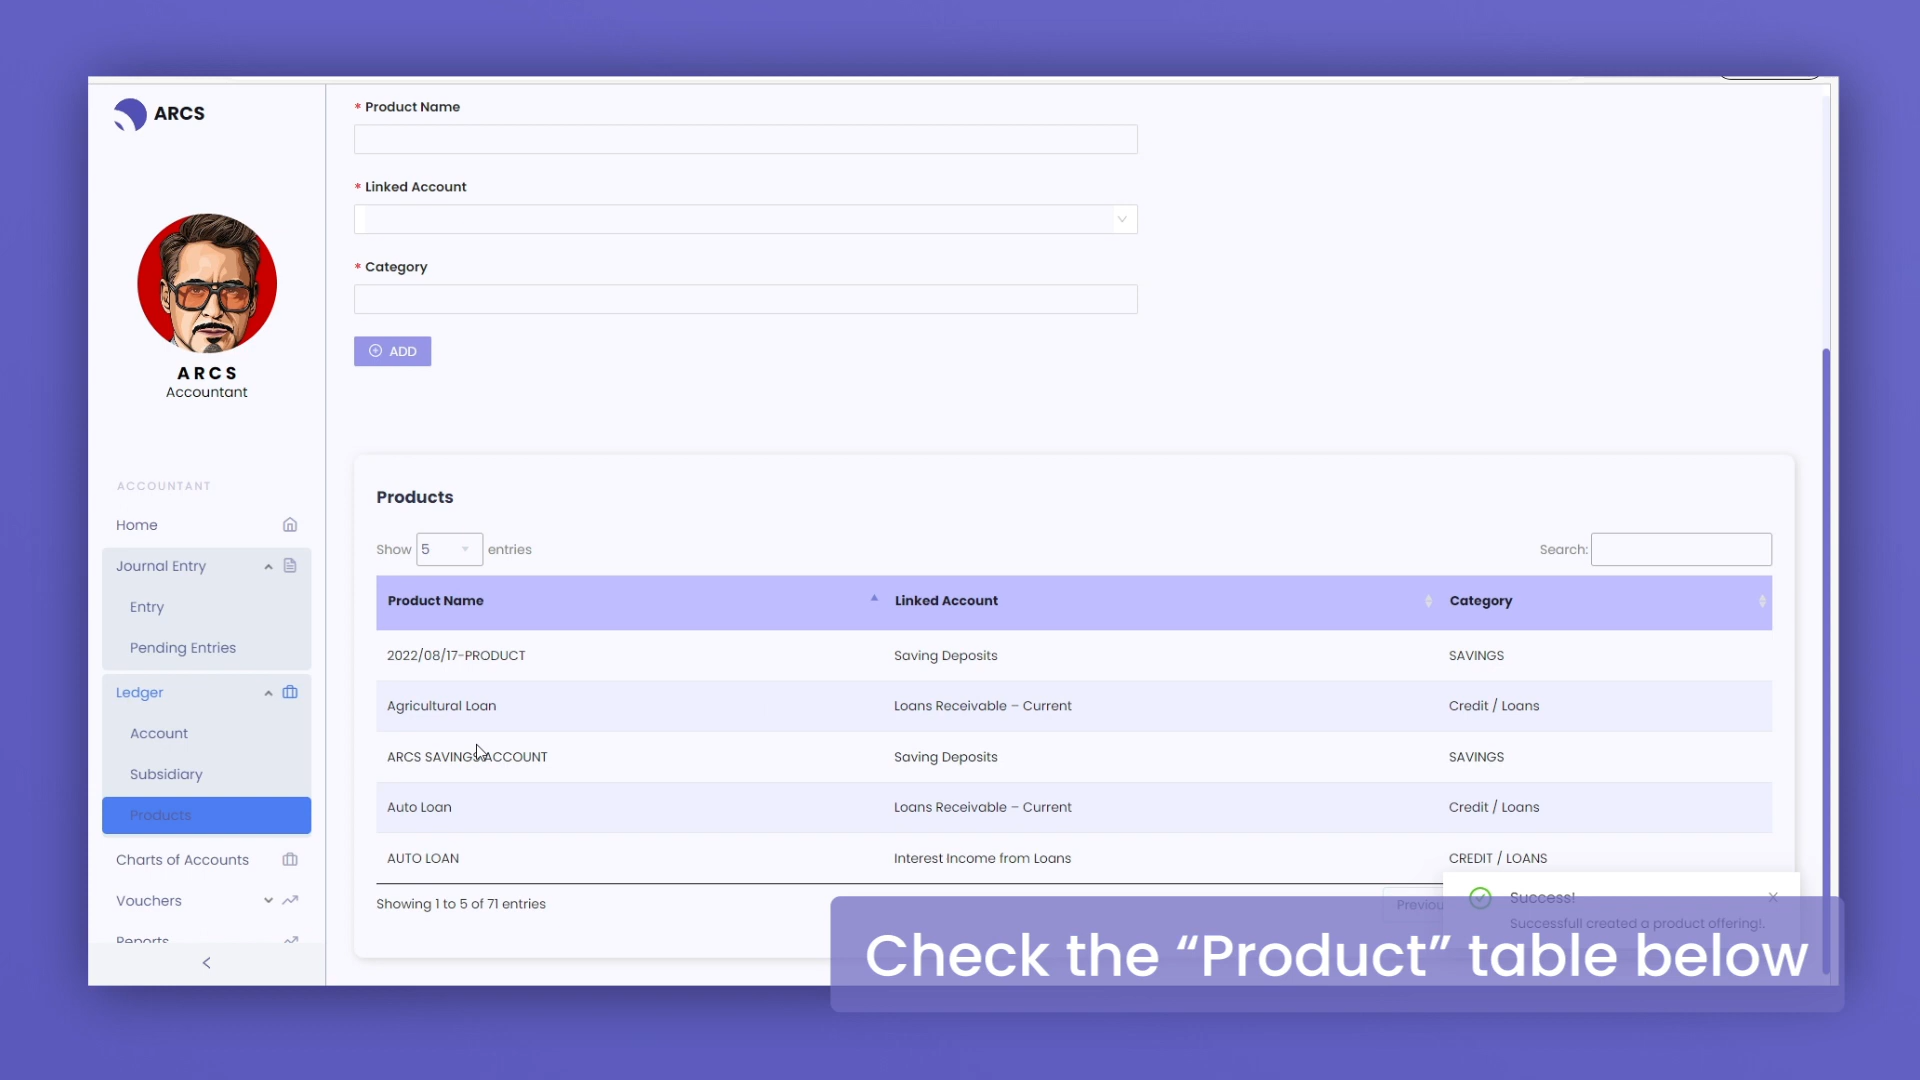 ARCS
* Product Name
* Linked Account
* Category
ADD
ARCS
Accountant
ACCOUNTANT
Home
Journal Entry
Entry
Pending Entries
Ledger
Account
Subsidiary
Products
Charts of Accounts
Vouchers
Reports
Products
Show 5 entries
Search:
Product Name Linked Account Category
2022/08/17-PRODUCT Saving Deposits SAVINGS
Agricultural Loan Loans Receivable - Current Credit / Loans
ARCS SAVINGS ACCOUNT Saving Deposits SAVINGS
Auto Loan Loans Receivable - Current Credit / Loans
AUTO LOAN Interest Income from Loans CREDIT / LOANS
Showing 1 to 5 of 71 entries
Previou
Success!
Successfull created a product offering!.
Check the “Product” table below